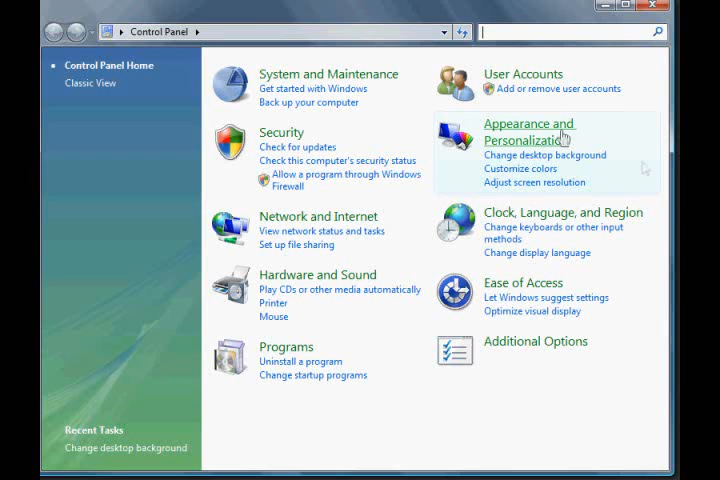 Control Panel
Control Panel Home
Classic View
System and Maintenance
Get started with Windows
Back up your computer
Security
Check for updates
Check this computer's security status
Allow a program through Windows
Firewall
Network and Internet
View network status and tasks
Set up file sharing
Hardware and Sound
Play CDs or other media automatically
Printer
Mouse
Programs
Uninstall a program
Change startup programs
User Accounts
Add or remove user accounts
Appearance and
Personalization
Change desktop background
Customize colors
Adjust screen resolution
Clock, Language, and Region
Change keyboards or other input
methods
Change display language
Ease of Access
Let Windows suggest settings
Optimize visual display
Additional Options
Recent Tasks
Change desktop background